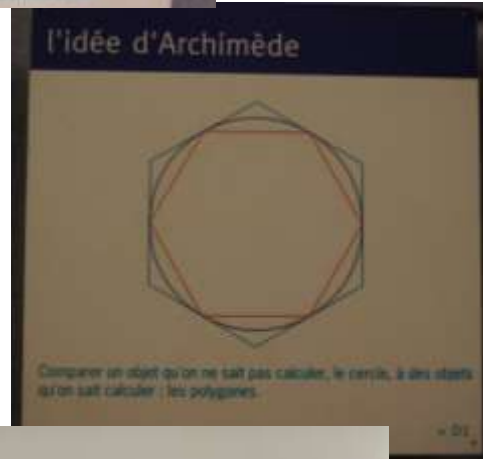 l'idée d'Archimède
Comparer un objet qu'on ne sait pas calculer, le cercle, à des objets
qu'on sait calculer : les polygones.